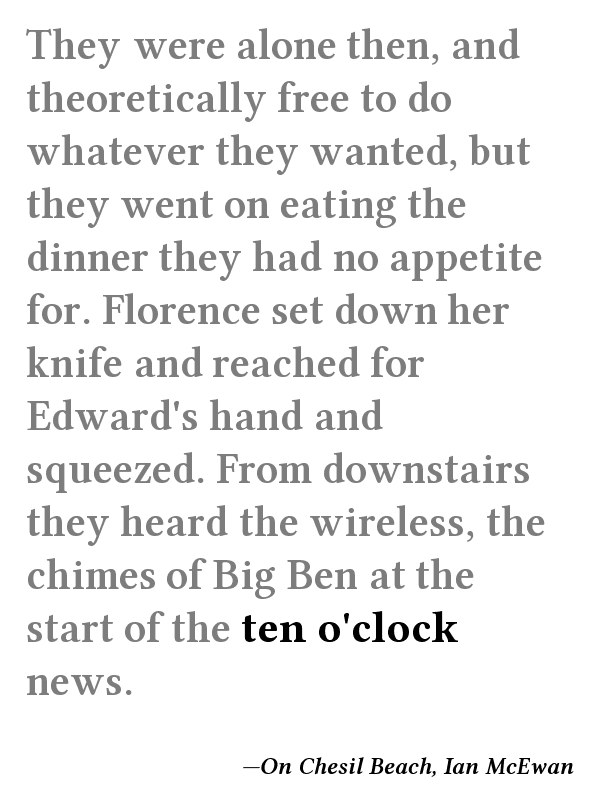 They were alone then, and
theoretically free to do
whatever they wanted, but
they went on eating the
dinner they had no appetite
for. Florence set down her
knife and reached for
Edward's hand and
squeezed. From downstairs
they heard the wireless, the
chimes of Big Ben at the
start of the ten o'clock
news.
—On Chesil Beach, Ian McEwan